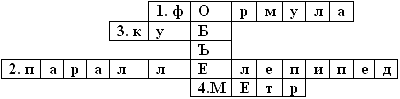 1. ф О р м у л а
3. к у Б
Ъ
2. п а р а л л Е л е п и п е д
4.М Е т р